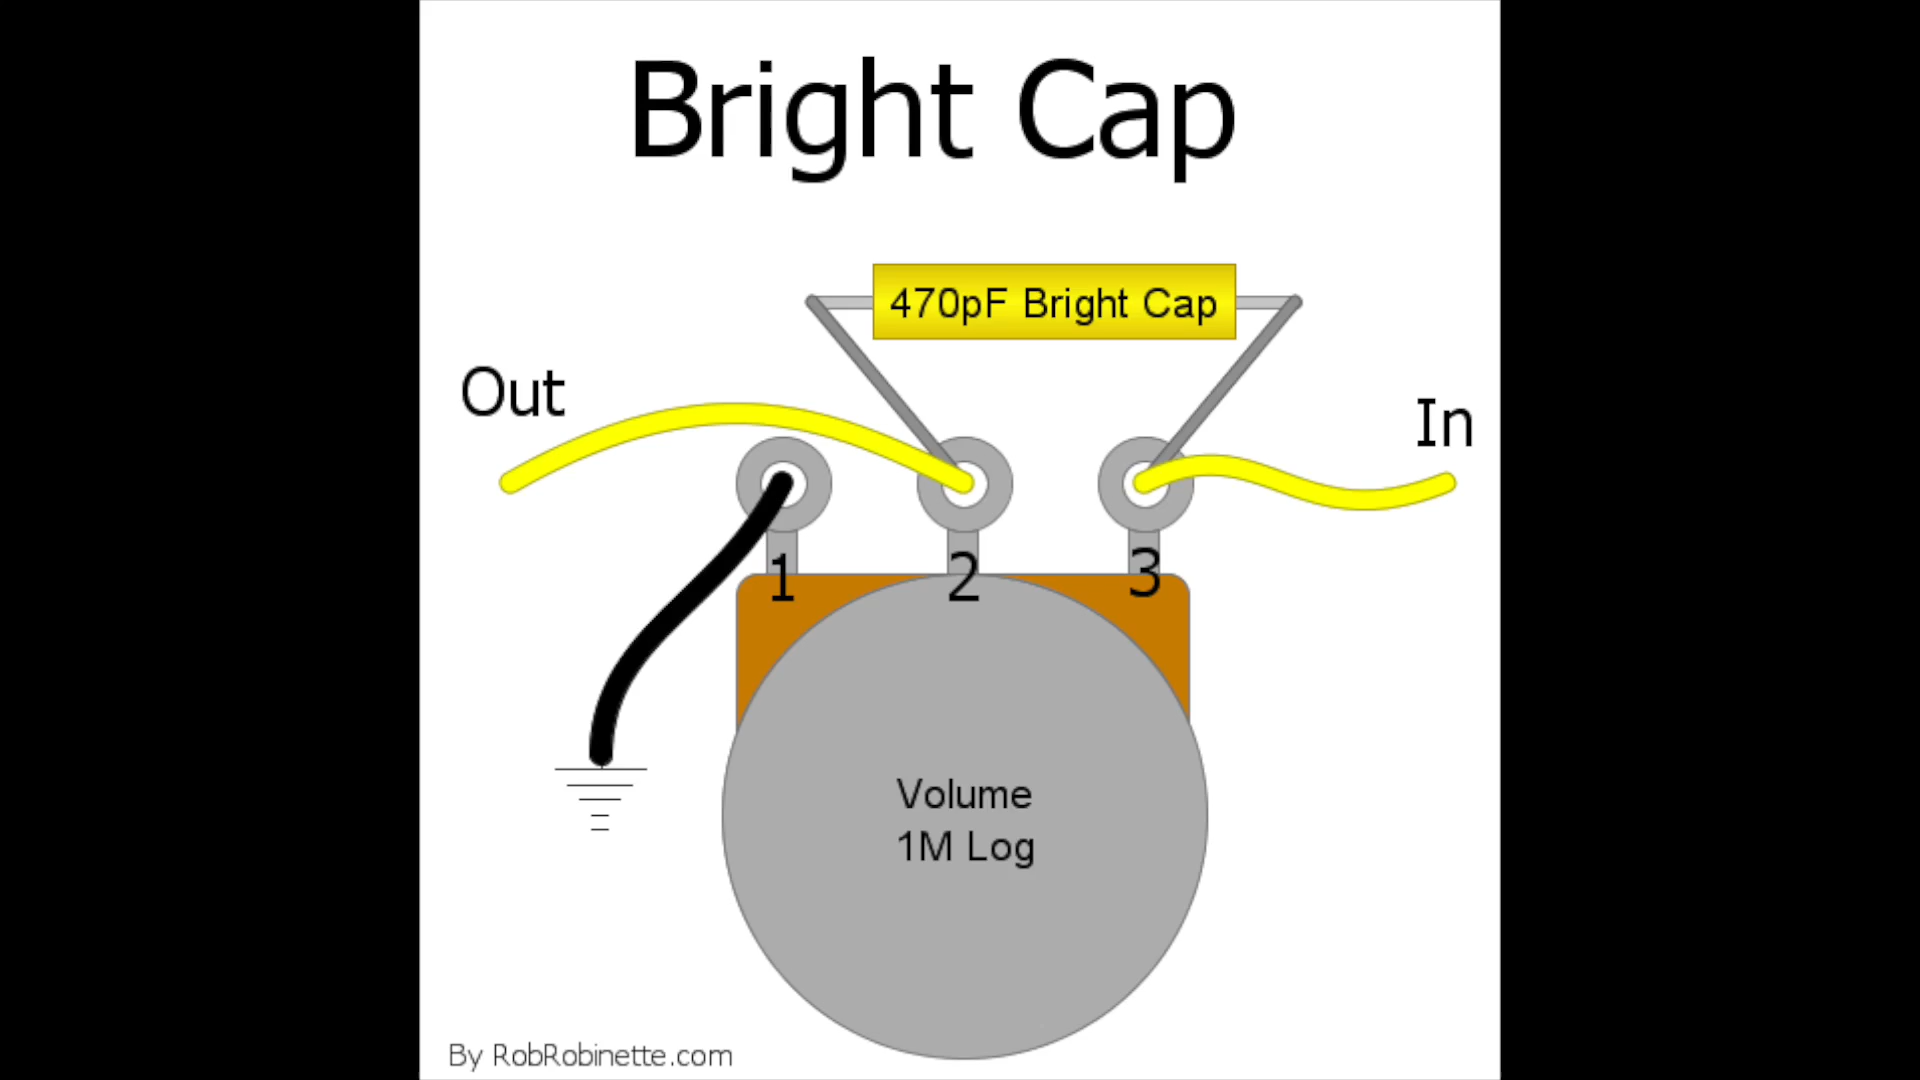 Bright Cap
470pF Bright Cap
Out
In
1
2
3
Volume
1M Log
By RobRobinette.com